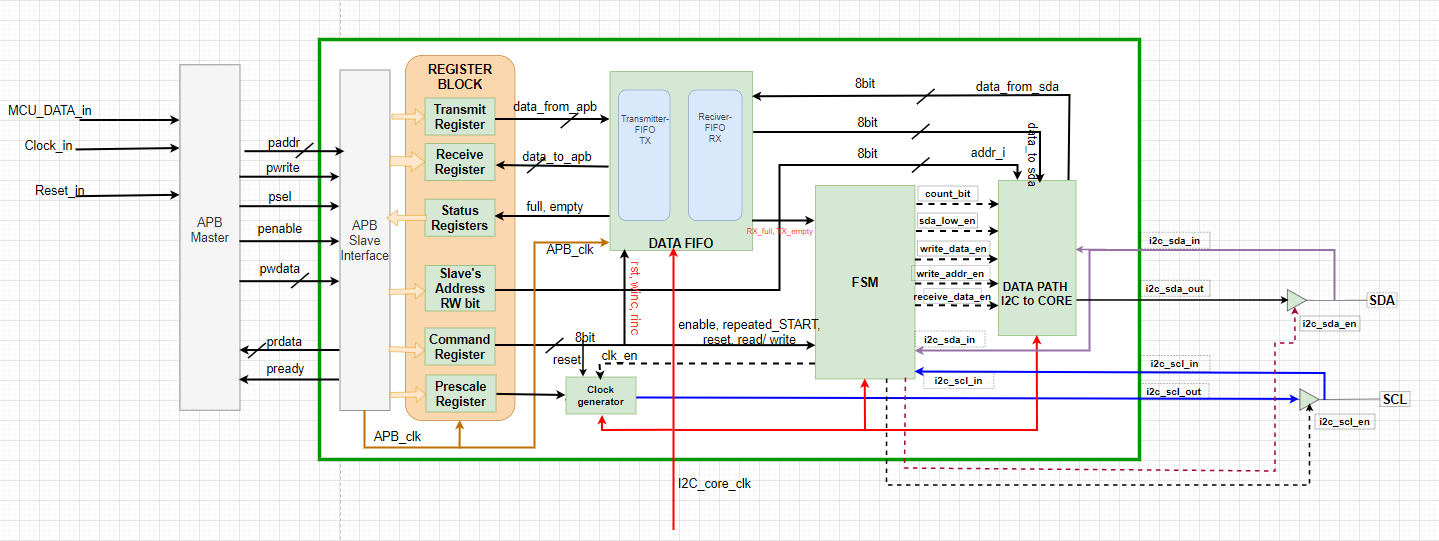 MCU_DATA_in
Clock_in
Reset_in
APB
Master
paddr
pwrite
psel
penable
pwdata
prdata
pready
APB
Slave
Interface
REGISTER
BLOCK
Transmit
Register
Receive
Register
Status
Registers
Slave's
Address
RW bit
Command
Register
Prescale
Register
APB_clk
data_from_apb
data_to_apb
full, empty
APB_clk
Transmitter-
FIFO
TX
Reciver-
FIFO
RX
DATA FIFO
rst, winc, rinc
8bit
reset
clk_en
Clock
generator
enable, repeated_START,
reset, read/ write
I2C_core_clk
8bit
data_from_sda
8bit
data_to_sda
8bit
addr_i
RX_full, TX_empty
FSM
count_bit
sda_low_en
write_data_en
write_addr_en
receive_data_en
DATA PATH
I2C to CORE
i2c_sda_in
i2c_scl_in
i2c_sda_in
i2c_sda_out
i2c_scl_in
i2c_scl_out
SDA
i2c_sda_en
SCL
i2c_scl_en